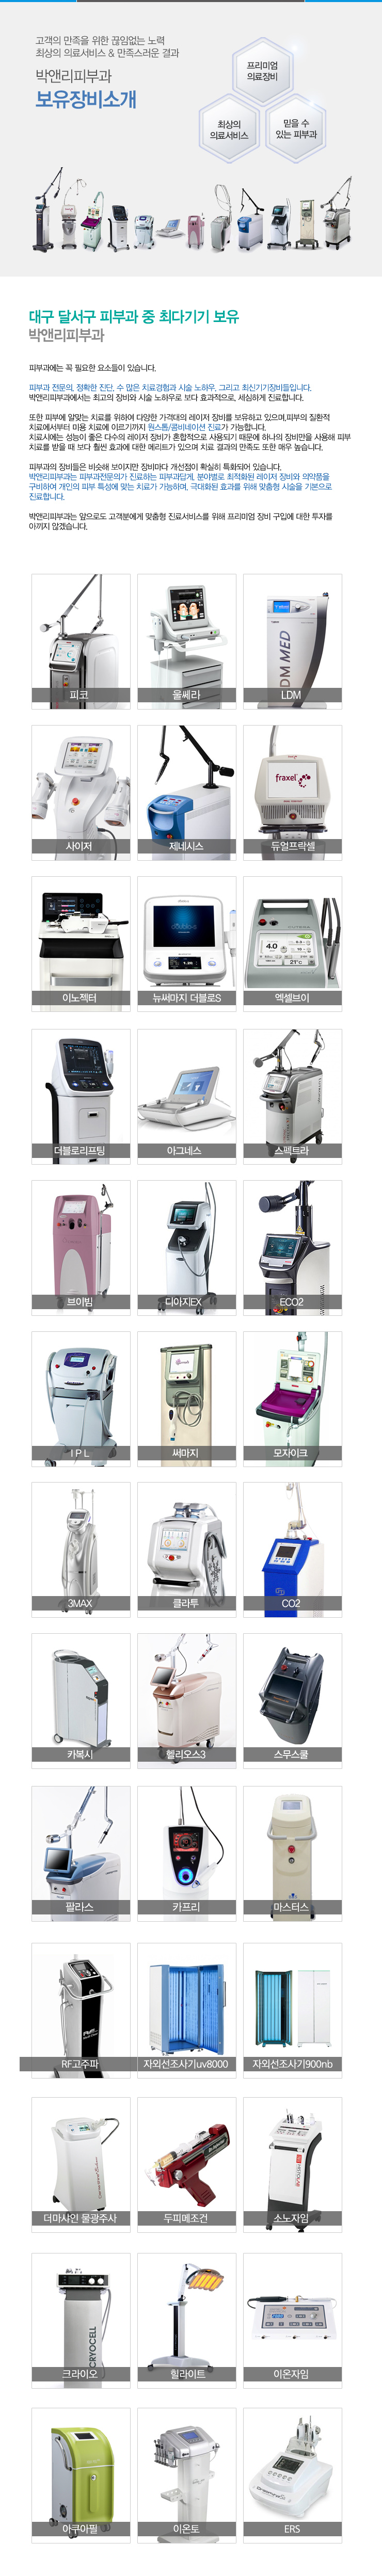 고객의 만족을 위한 끊임없는 노력
최상의 의료서비스 & 만족스러운 결과
박앤리피부과
보유장비소개
프리미엄
의료장비
최상의
의료서비스
믿을 수
있는 피부과
대구 달서구 피부과 중 최다기기 보유
박앤리피부과
피부과에는 꼭 필요한 요소들이 있습니다.
피부과 전문의, 정확한 진단, 수 많은 치료경험과 시술 노하우, 그리고 최신기기장비들입니다.
박앤리피부과에서는 최고의 장비와 시술 노하우로 보다 효과적으로, 세심하게 진료합니다.
또한 피부에 알맞는 치료를 위하여 다양한 가격대의 레이저 장비를 보유하고 있으며,피부의 질환적
치료에서부터 미용 치료에 이르기까지 원스톱/콤비네이션 진료가 가능합니다.
치료시에는 성능이 좋은 다수의 레이저 장비가 혼합적으로 사용되기 때문에 하나의 장비만을 사용해 피부
치료를 받을 때 보다 훨씬 효과에 대한 메리트가 있으며 치료 결과의 만족도 또한 매우 높습니다.
피부과의 장비들은 비슷해 보이지만 장비마다 개선점이 확실히 특화되어 있습니다.
박앤리피부과는 피부과전문의가 진료하는 피부과답게, 분야별로 최적화된 레이저 장비와 의약품을
구비하여 개인의 피부 특성에 맞는 치료가 가능하며, 극대화된 효과를 위해 맞춤형 시술을 기본으로
진료합니다.
박앤리피부과는 앞으로도 고객분에게 맞춤형 진료서비스를 위해 프리미엄 장비 구입에 대한 투자를
아끼지 않겠습니다.
피코
울쎄라
DM MED
LDM
사이저
제네시스
fraxel
듀얼프락셀
이노젝터
double-s
뉴써마지 더블로S
4.0
21°c
엑셀브이
더블로리프팅
아그네스
스펙트라
브이빔
디아지EX
ECO2
I P L
써마지
모자이크
3MAX
클라투
CO2
카복시
헬리오스3
스무스쿨
팔라스
카프리
마스터스
RF고주파
자외선조사기uv8000
자외선조사기900nb
더마샤인 물광주사
두피메조건
소노자임
CRYOCELL
크라이오
힐라이트
이온자임
아쿠아필
이온토
ERS